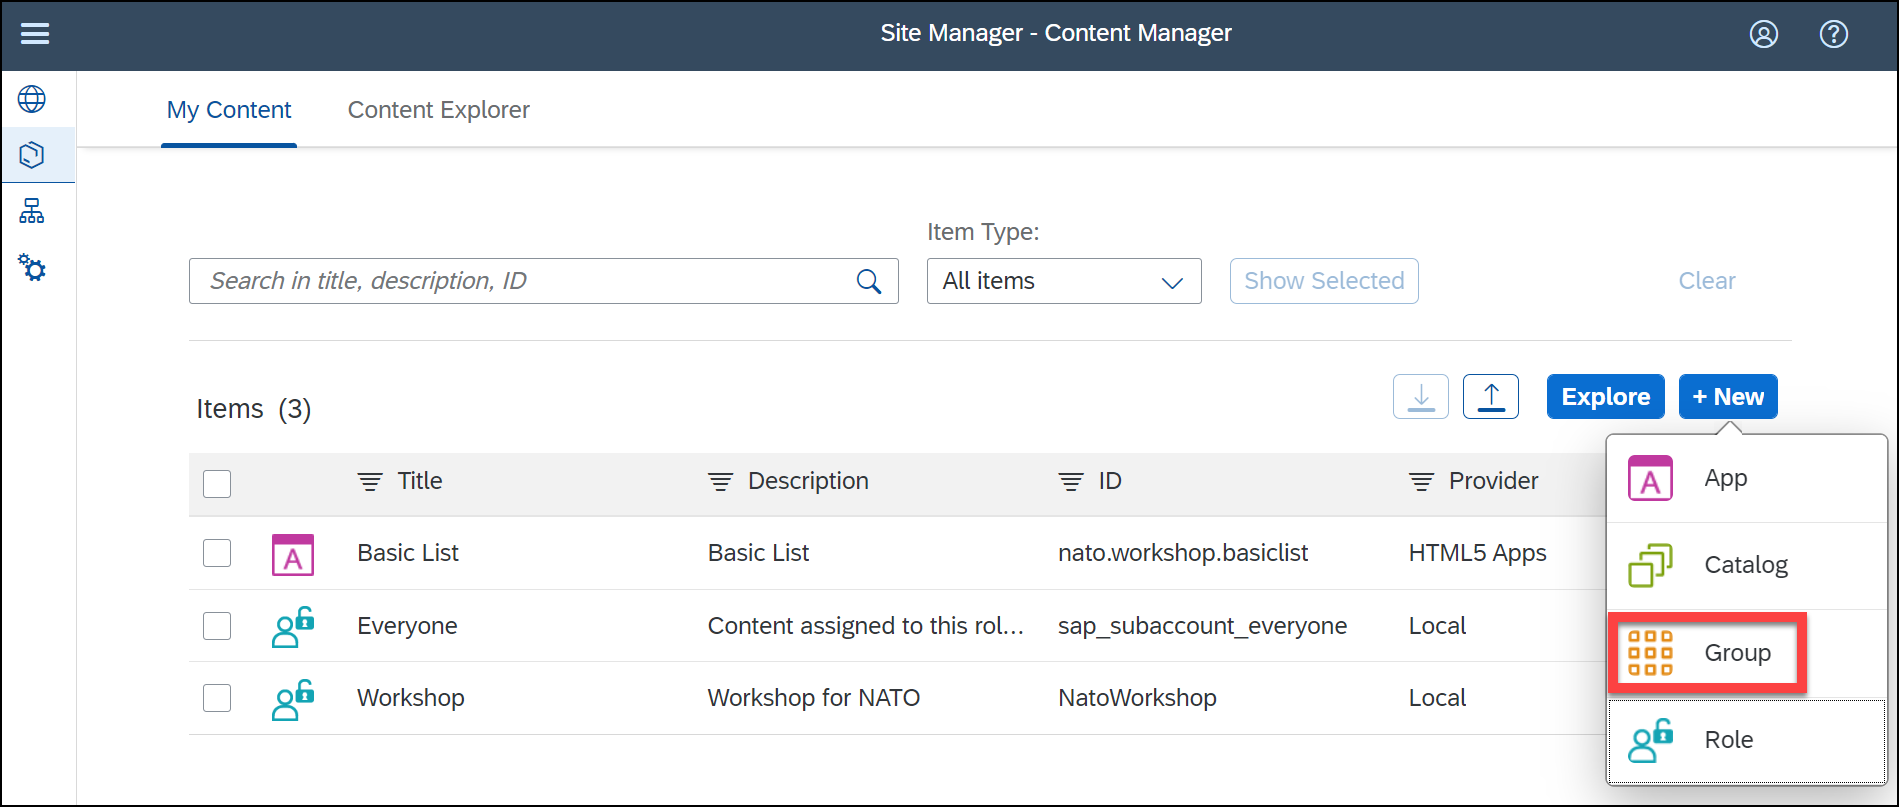 Site Manager - Content Manager
My Content Content Explorer
Item Type:
Search in title, description, ID All items Show Selected Clear
Items (3) Explore + New
Title Description ID Provider
Basic List Basic List nato.workshop.basiclist HTML5 Apps
Everyone Content assigned to this rol... sap_subaccount_everyone Local
Workshop Workshop for NATO NatoWorkshop Local
App
Catalog
Group
Role